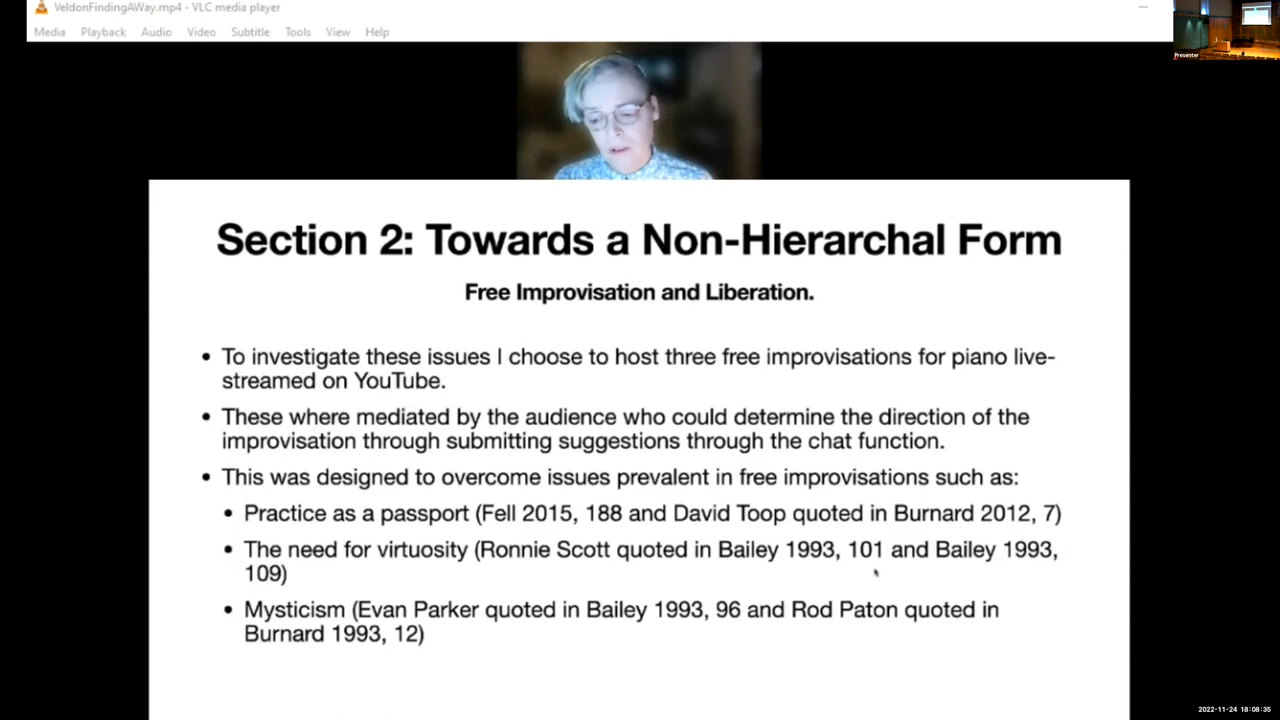 VeldonFindingAWay.mp4 - VLC media player
Media Playback Audio Video Subtitle Tools View Help
Presenter
Section 2: Towards a Non-Hierarchal Form
Free Improvisation and Liberation.
• To investigate these issues I choose to host three free improvisations for piano live-
streamed on YouTube.
• These where mediated by the audience who could determine the direction of the
improvisation through submitting suggestions through the chat function.
• This was designed to overcome issues prevalent in free improvisations such as:
• Practice as a passport (Fell 2015, 188 and David Toop quoted in Burnard 2012, 7)
• The need for virtuosity (Ronnie Scott quoted in Bailey 1993, 101 and Bailey 1993,
109)
• Mysticism (Evan Parker quoted in Bailey 1993, 96 and Rod Paton quoted in
Burnard 1993, 12)
2022-11-24 18:08:35